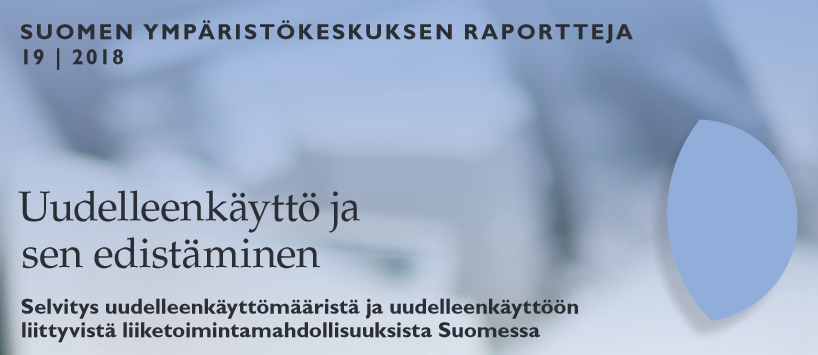 SUOMEN YMPÄRISTÖKESKUKSEN RAPORTTEJA
19 | 2018
Uudelleenkäyttö ja
sen edistäminen
Selvitys uudelleenkäyttömääristä ja uudelleenkäyttöön
liittyvistä liiketoimintamahdollisuuksista Suomessa